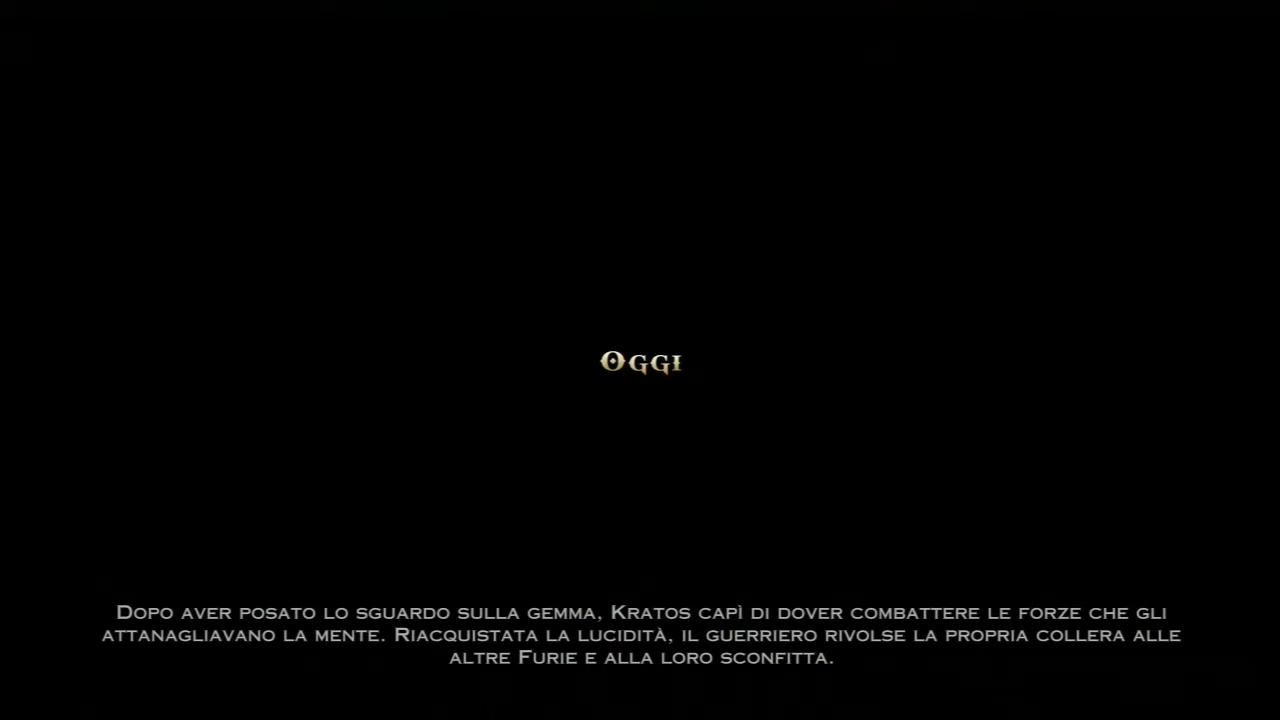 Oggi
Dopo aver posato lo sguardo sulla gemma, Kratos capì di dover combattere le forze che gli
attanagliavano la mente. Riacquistata la lucidità, il guerriero rivolse la propria collera alle
altre Furie e alla loro sconfitta.